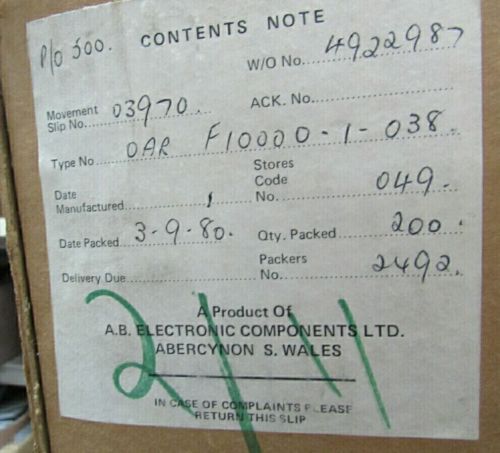 P/O 500. CONTENTS NOTE
W/O No. 4922987
Movement
Slip No. 03970.
ACK. No.
Type No. OAR F10000-1-038.
Date
Manufactured
Stores
Code
No. 049.
Date Packed 3-9-80.
Qty. Packed 200.
Delivery Due
Packers
No. 2492.
A Product Of
A.B. ELECTRONIC COMPONENTS LTD.
ABERCYNON S. WALES
IN CASE OF COMPLAINTS PLEASE
RETURN THIS SLIP